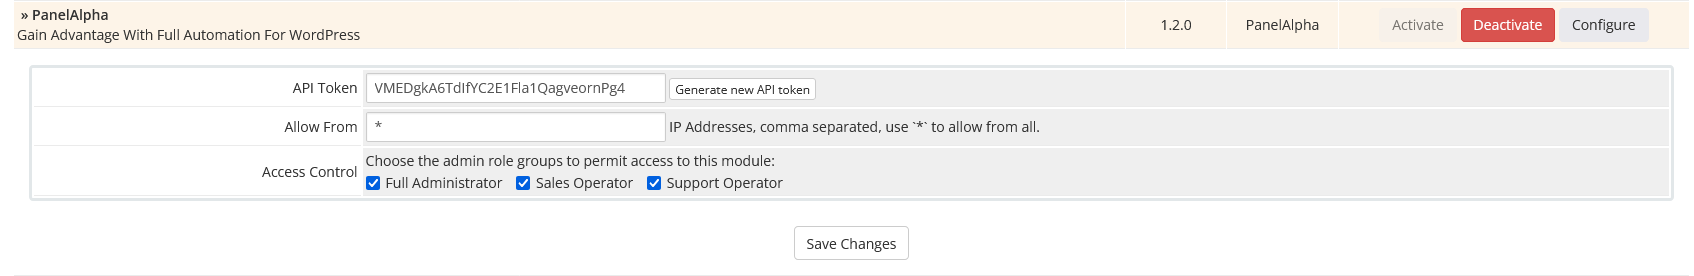 » PanelAlpha
Gain Advantage With Full Automation For WordPress
1.2.0
PanelAlpha
Activate
Deactivate
Configure
API Token
VMEDgkA6TdIfYC2E1Fla1QagveornPg4
Generate new API token
Allow From
*
IP Addresses, comma separated, use `*` to allow from all.
Access Control
Choose the admin role groups to permit access to this module:
Full Administrator Sales Operator Support Operator
Save Changes